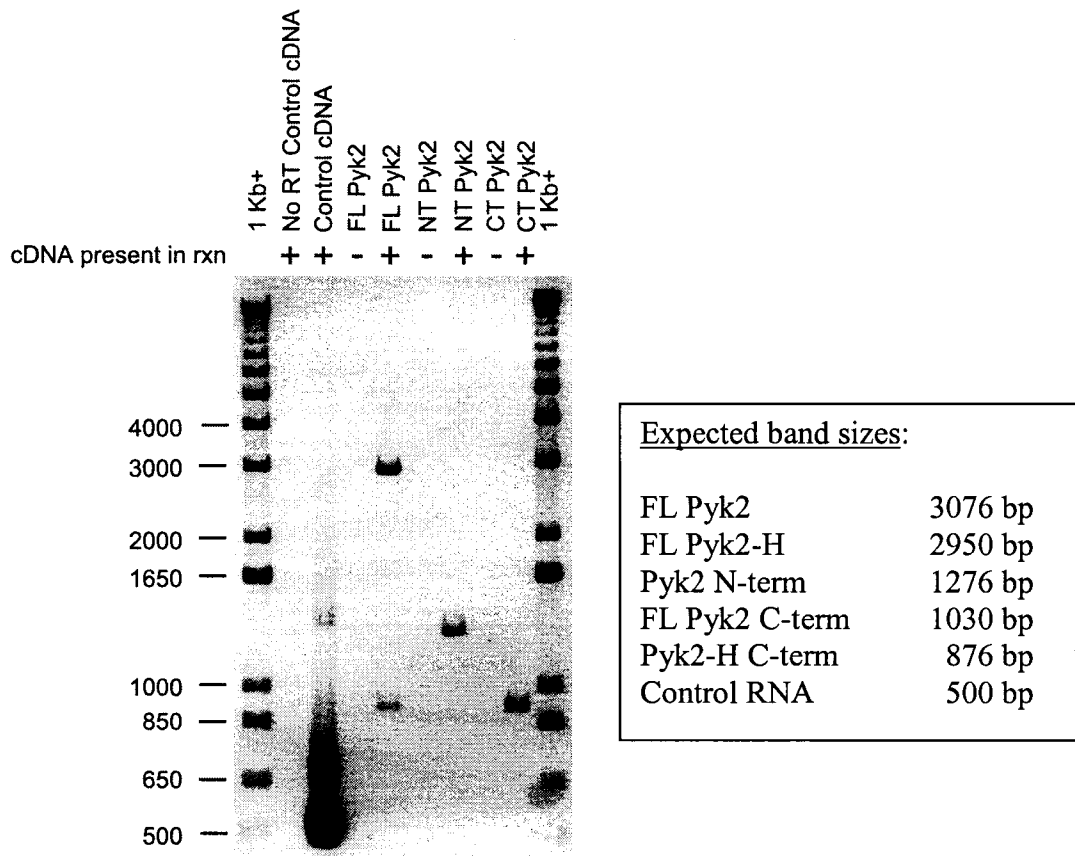 1 Kb+
No RT Control cDNA
Control cDNA
FL Pyk2
FL Pyk2
NT Pyk2
NT Pyk2
CT Pyk2
CT Pyk2
1 Kb+
cDNA present in rxn + + - + - + - +
4000
3000
2000
1650
1000
850
650
500
Expected band sizes:
FL Pyk2 3076 bp
FL Pyk2-H 2950 bp
Pyk2 N-term 1276 bp
FL Pyk2 C-term 1030 bp
Pyk2-H C-term 876 bp
Control RNA 500 bp